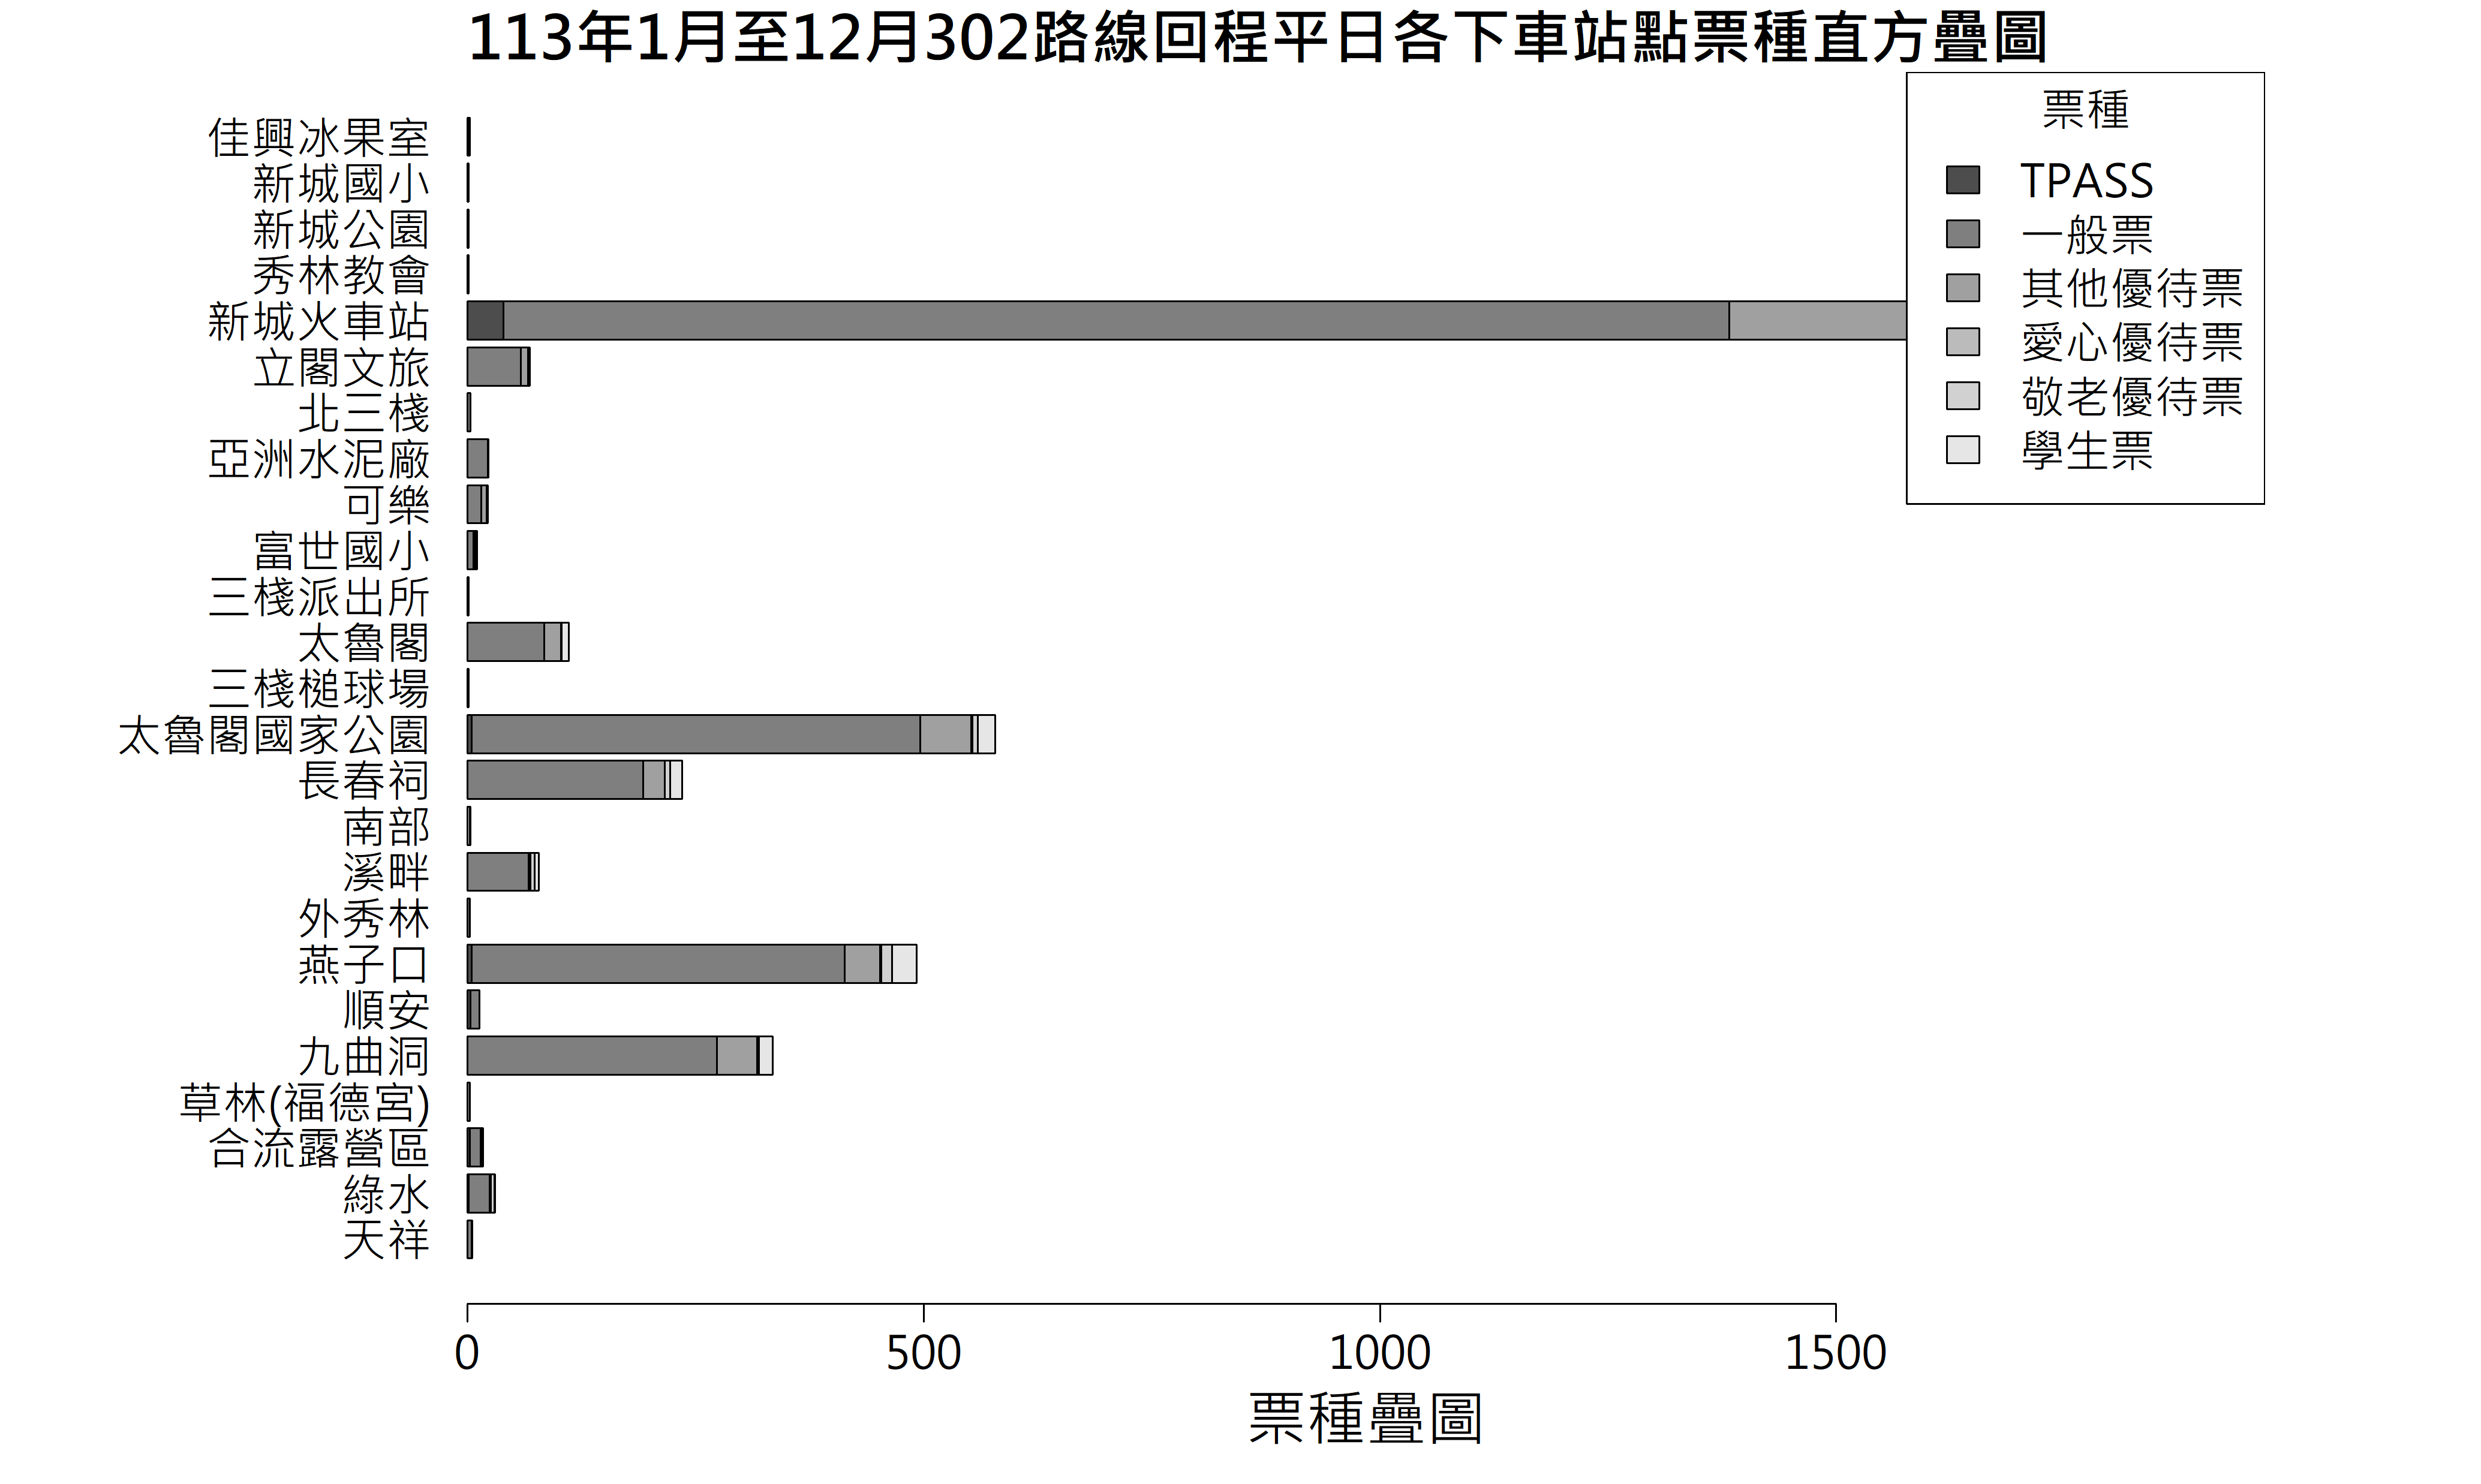 113年1月至12月302路線回程平日各下車站點票種直方疊圖
票種
TPASS
一般票
其他優待票
愛心優待票
敬老優待票
學生票
佳興冰果室
新城國小
新城公園
秀林教會
新城火車站
立閣文旅
北三棧
亞洲水泥廠
可樂
富世國小
三棧派出所
太魯閣
三棧槌球場
太魯閣國家公園
長春祠
南部
溪畔
外秀林
燕子口
順安
九曲洞
草林(福德宮)
合流露營區
綠水
天祥
0 500 1000 1500
票種疊圖